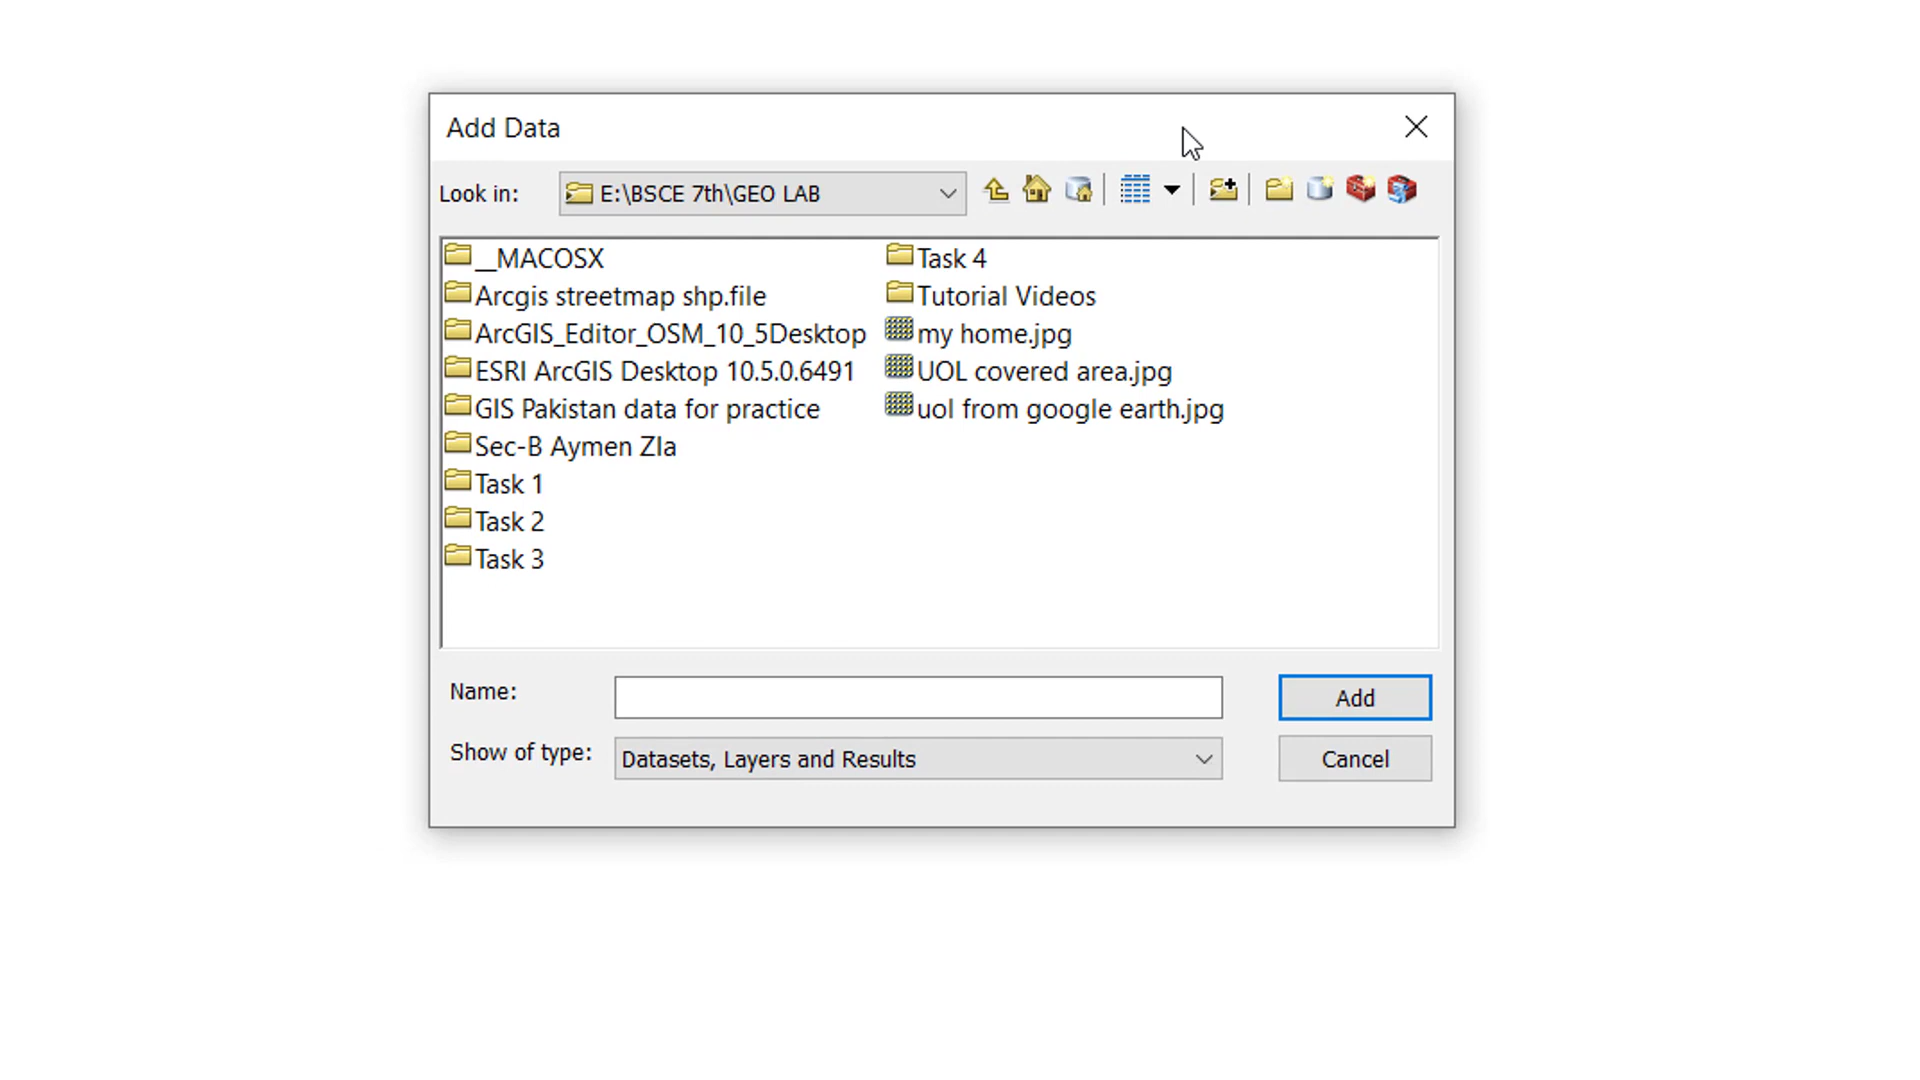 Add Data
Look in:
E:\BSCE 7th\GEO LAB
__MACOSX
Arcgis streetmap shp.file
ArcGIS_Editor_OSM_10_5Desktop
ESRI ArcGIS Desktop 10.5.0.6491
GIS Pakistan data for practice
Sec-B Aymen ZIa
Task 1
Task 2
Task 3
Task 4
Tutorial Videos
my home.jpg
UOL covered area.jpg
uol from google earth.jpg
Name:
Add
Show of type:
Datasets, Layers and Results
Cancel